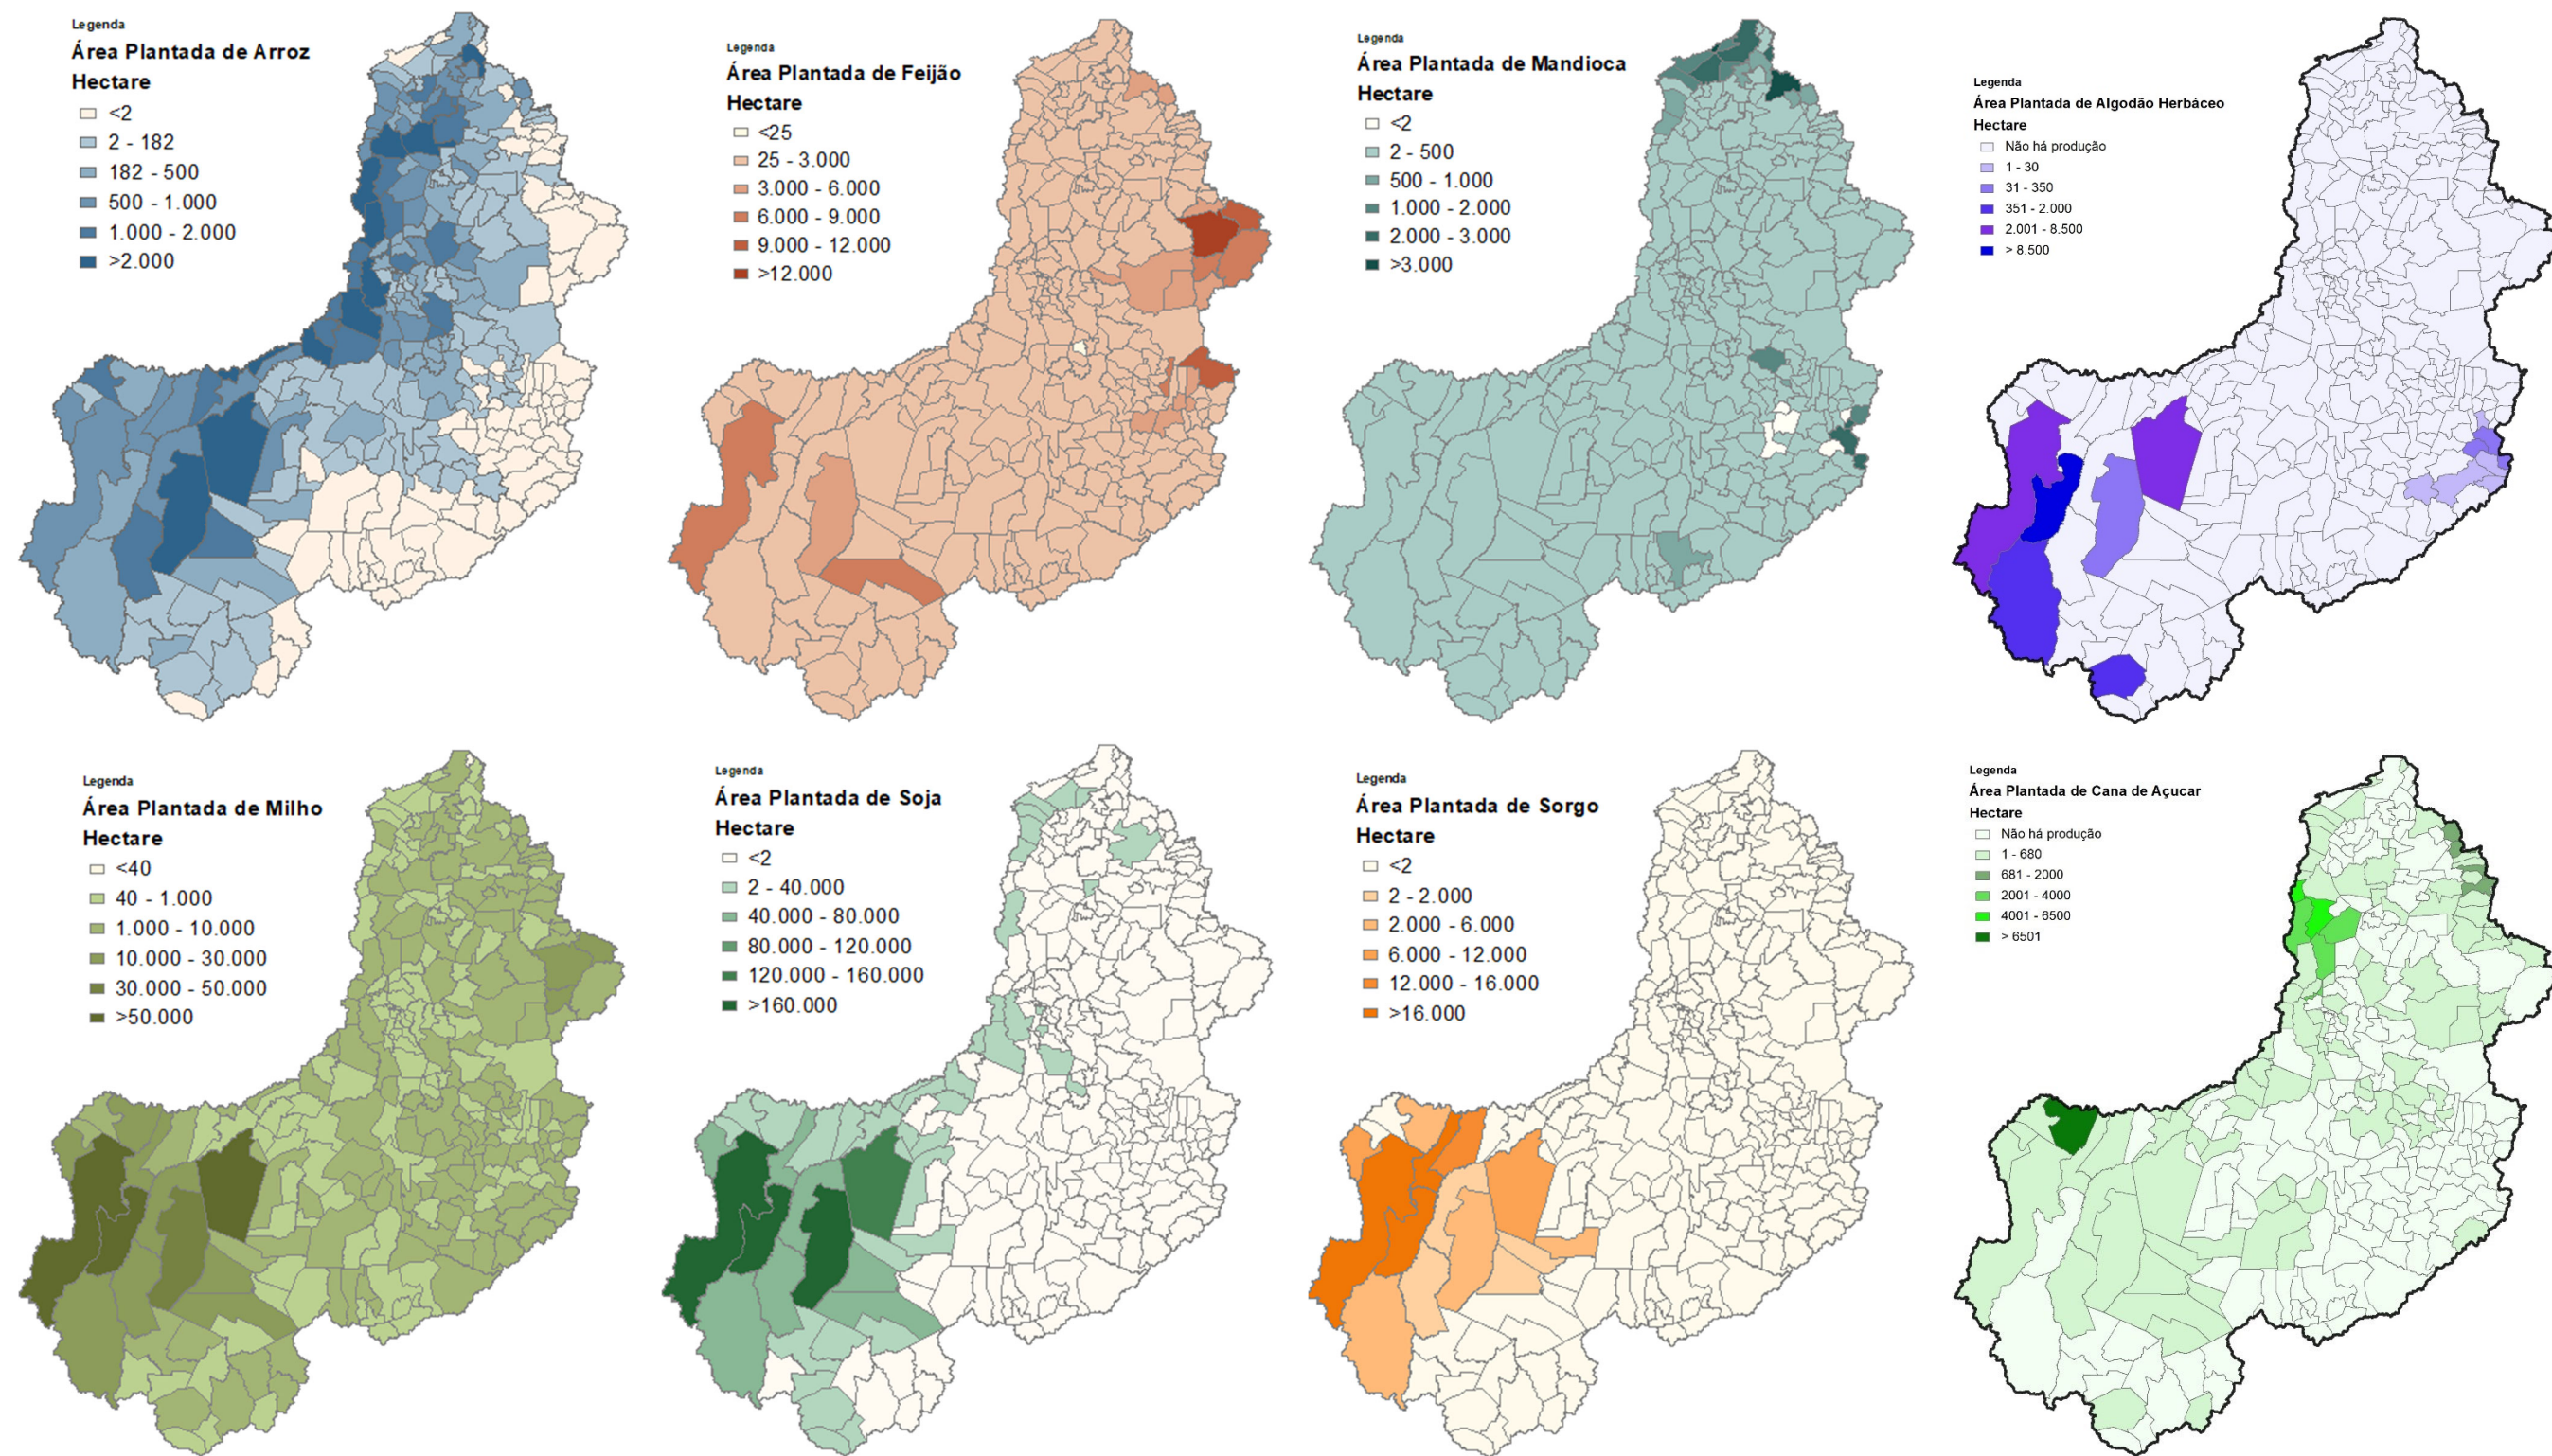 Legenda
Área Plantada de Arroz
Hectare
<2
2 - 182
182 - 500
500 - 1.000
1.000 - 2.000
>2.000
Legenda
Área Plantada de Feijão
Hectare
<25
25 - 3.000
3.000 - 6.000
6.000 - 9.000
9.000 - 12.000
>12.000
Legenda
Área Plantada de Mandioca
Hectare
<2
2 - 500
500 - 1.000
1.000 - 2.000
2.000 - 3.000
>3.000
Legenda
Área Plantada de Algodão Herbáceo
Hectare
Não há produção
1 - 30
31 - 350
351 - 2.000
2.001 - 8.500
> 8.500
Legenda
Área Plantada de Milho
Hectare
<40
40 - 1.000
1.000 - 10.000
10.000 - 30.000
30.000 - 50.000
>50.000
Legenda
Área Plantada de Soja
Hectare
<2
2 - 40.000
40.000 - 80.000
80.000 - 120.000
120.000 - 160.000
>160.000
Legenda
Área Plantada de Sorgo
Hectare
<2
2 - 2.000
2.000 - 6.000
6.000 - 12.000
12.000 - 16.000
>16.000
Legenda
Área Plantada de Cana de Açucar
Hectare
Não há produção
1 - 680
681 - 2000
2001 - 4000
4001 - 6500
> 6501